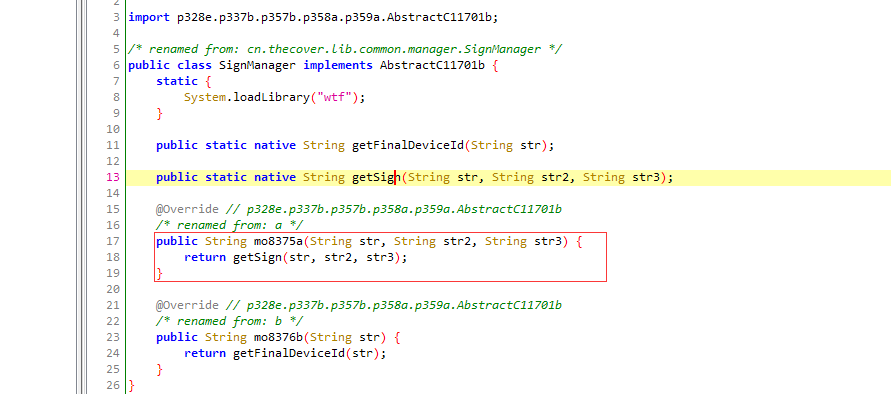 2
3 import p328e.p337b.p357b.p358a.p359a.AbstractC11701b;
4
5 /* renamed from: cn.thecover.lib.common.manager.SignManager */
6 public class SignManager implements AbstractC11701b {
7 static {
8 System.loadLibrary("wtf");
9 }
10
11 public static native String getFinalDeviceId(String str);
12
13 public static native String getSign(String str, String str2, String str3);
14
15 @Override // p328e.p337b.p357b.p358a.p359a.AbstractC11701b
16 /* renamed from: a */
17 public String mo8375a(String str, String str2, String str3) {
18 return getSign(str, str2, str3);
19 }
20
21 @Override // p328e.p337b.p357b.p358a.p359a.AbstractC11701b
22 /* renamed from: b */
23 public String mo8376b(String str) {
24 return getFinalDeviceId(str);
25 }
26 }